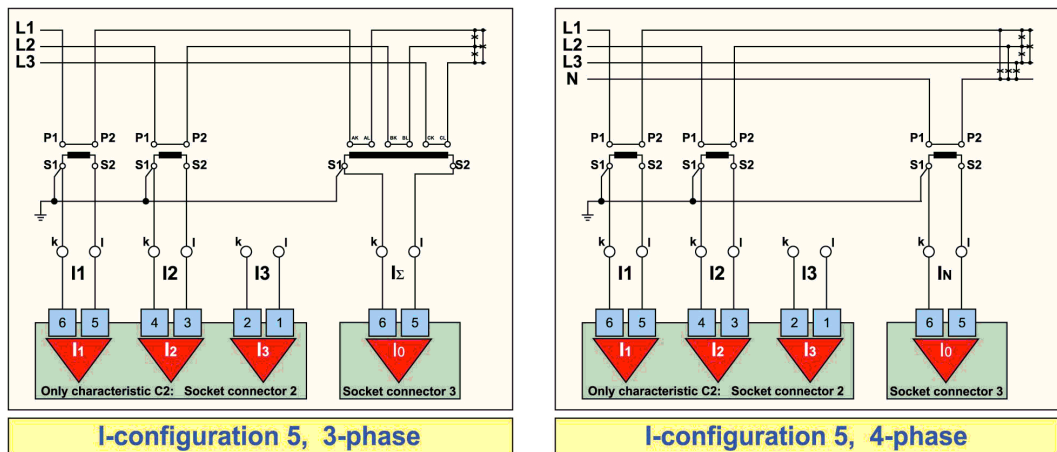 L1
L2
L3
P1 P2 P1 P2 AK AL BK BL CK CL
S1 S2 S1 S2 S1 S2
k l k l k l k l
I1 I2 I3 IΣ
6 5 4 3 2 1 6 5
I1 I2 I3 I0
Only characteristic C2: Socket connector 2 Socket connector 3
I-configuration 5, 3-phase
L1
L2
L3
N
P1 P2 P1 P2 P1 P2
S1 S2 S1 S2 S1 S2
k l k l k l k l
I1 I2 I3 IN
6 5 4 3 2 1 6 5
I1 I2 I3 I0
Only characteristic C2: Socket connector 2 Socket connector 3
I-configuration 5, 4-phase